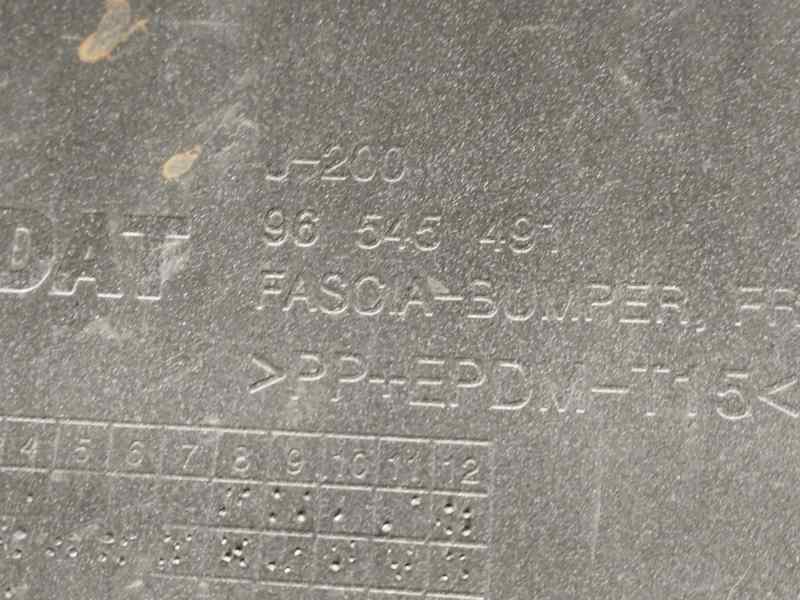 J-200
DAT
96 545 491
FASCIA-BUMPER, FR
>PP+EPDM-T15<
4 5 6 7 8 9 10 11 12